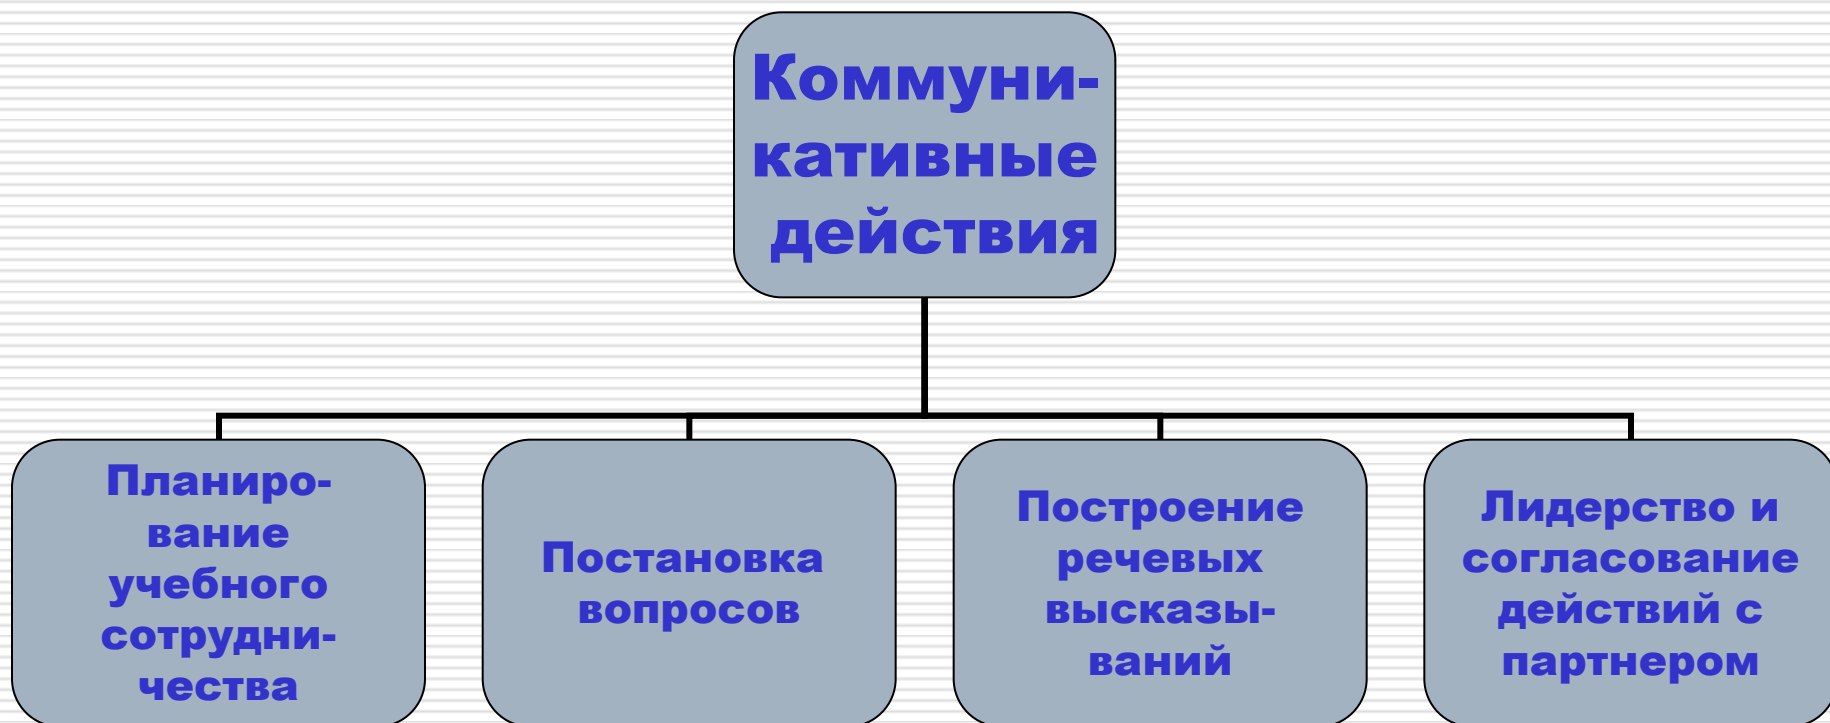 Коммуни-
кативные
действия
Планиро-
вание
учебного
сотрудни-
чества
Постановка
вопросов
Построение
речевых
высказы-
ваний
Лидерство и
согласование
действий с
партнером